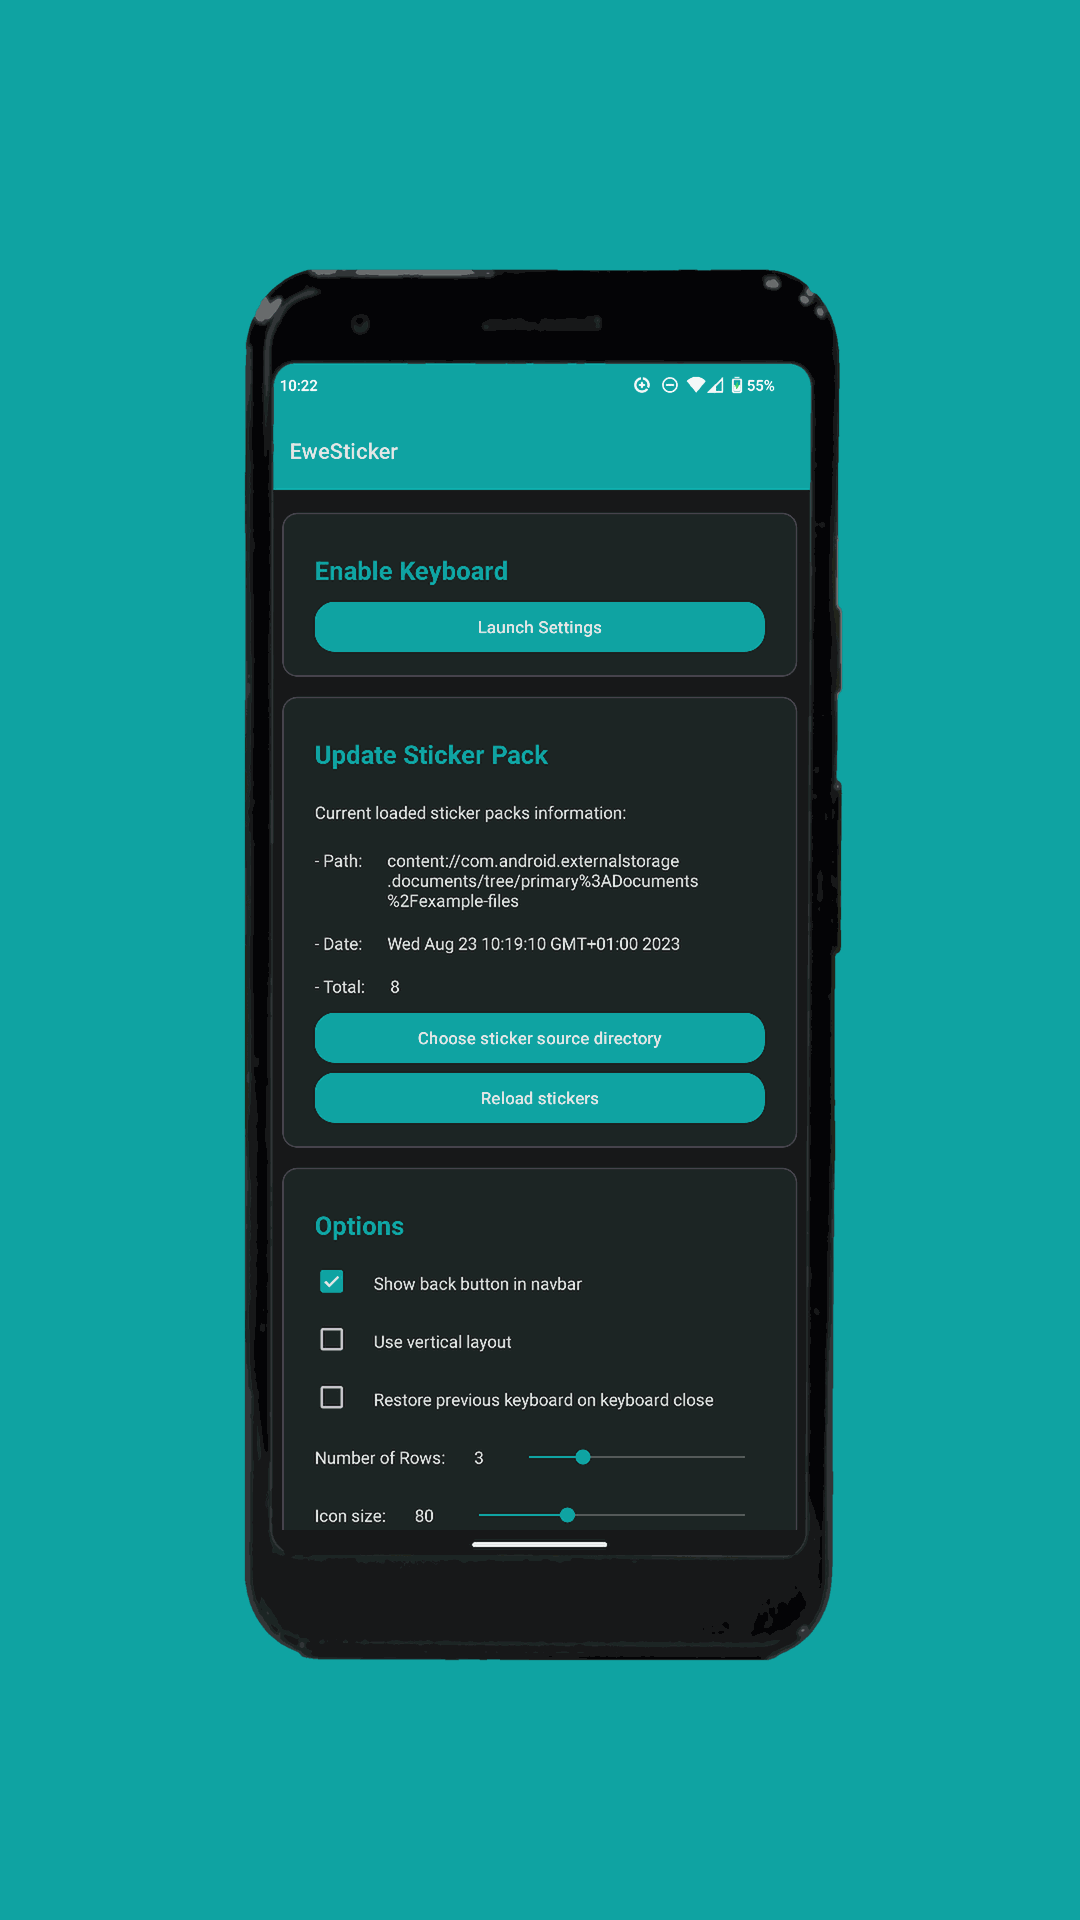 10:22
55%
EweSticker
Enable Keyboard
Launch Settings
Update Sticker Pack
Current loaded sticker packs information:
- Path: content://com.android.externalstorage
.documents/tree/primary%3ADocuments
%2Fexample-files
- Date: Wed Aug 23 10:19:10 GMT+01:00 2023
- Total: 8
Choose sticker source directory
Reload stickers
Options
Show back button in navbar
Use vertical layout
Restore previous keyboard on keyboard close
Number of Rows: 3
Icon size: 80